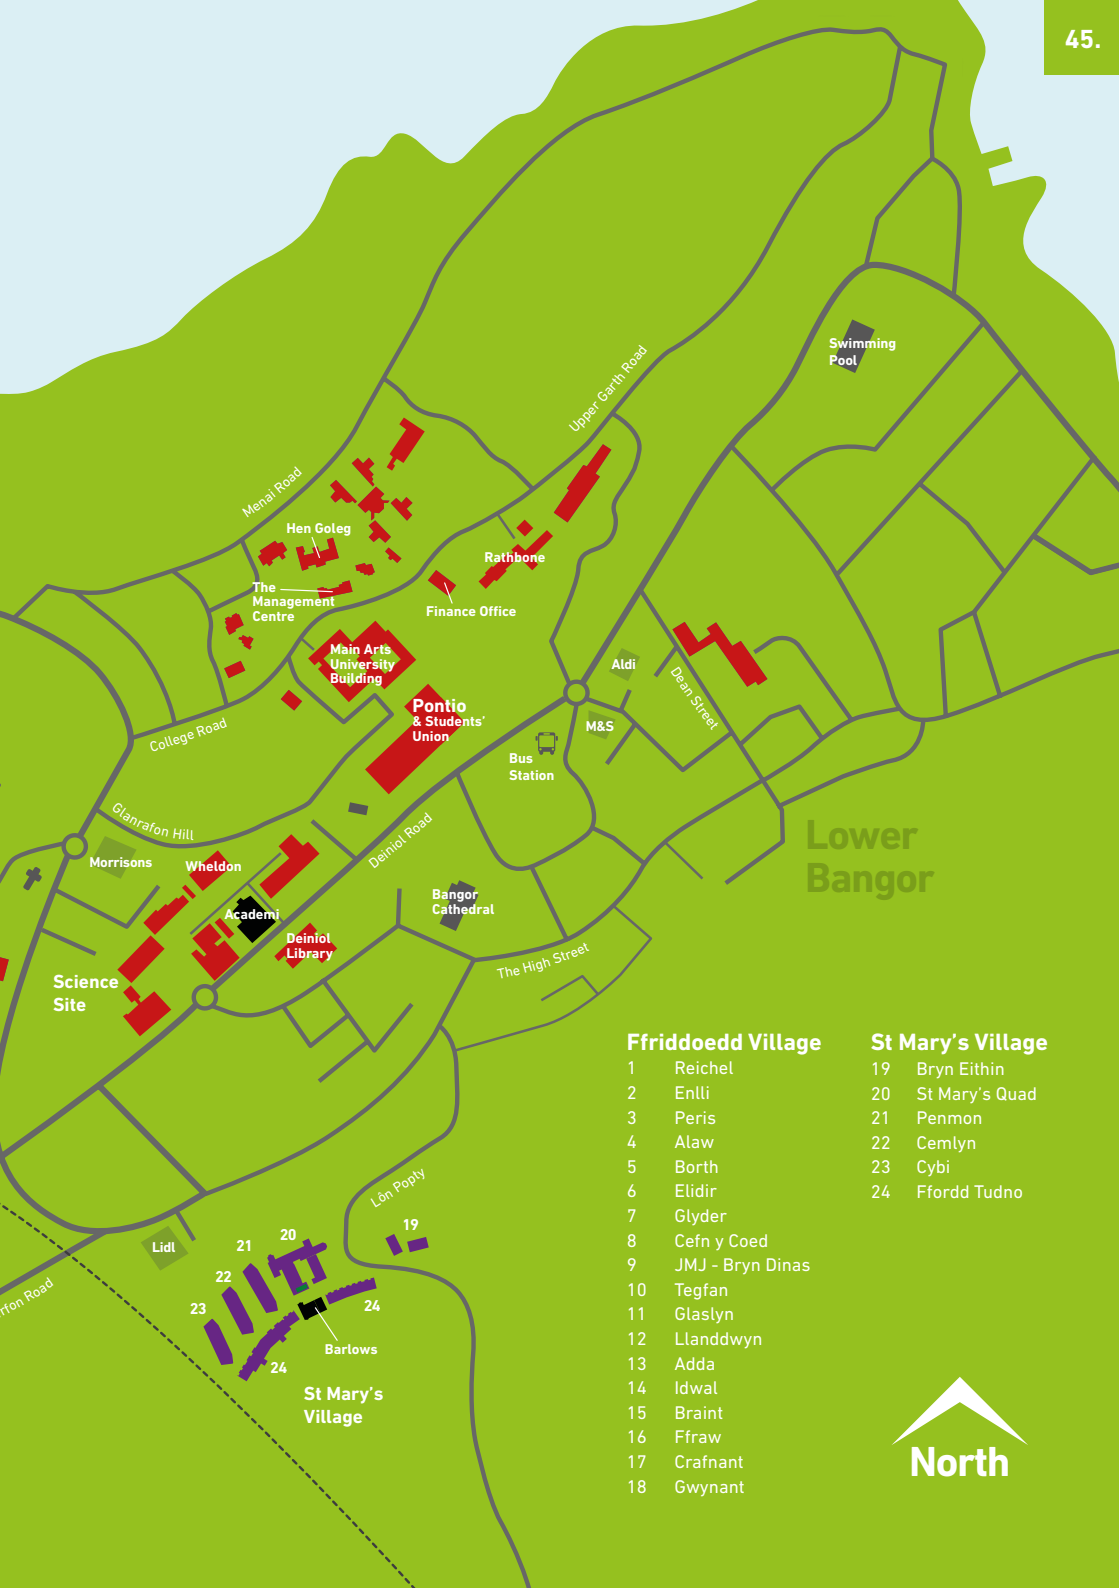 45.
Swimming
Pool
Upper Garth Road
Menai Road
Hen Goleg
Rathbone
The
Management
Centre
Finance Office
Main Arts
University
Building
Aldi
Dean Street
Pontio
& Students'
Union
M&S
College Road
Bus
Station
Glanrafon Hill
Deiniol Road
Lower
Bangor
Morrisons
Wheldon
Bangor
Cathedral
Academi
Deiniol
Library
The High Street
Science
Site
Ffriddoedd Village
1 Reichel
2 Enlli
3 Peris
4 Alaw
5 Borth
6 Elidir
7 Glyder
8 Cefn y Coed
9 JMJ - Bryn Dinas
10 Tegfan
11 Glaslyn
12 Llanddwyn
13 Adda
14 Idwal
15 Braint
16 Ffraw
17 Crafnant
18 Gwynant
St Mary's Village
19 Bryn Eithin
20 St Mary's Quad
21 Penmon
22 Cemlyn
23 Cybi
24 Ffordd Tudno
Lôn Popty
19
20
21
Lidl
22
23
24
rfon Road
Barlows
24
St Mary's
Village
North